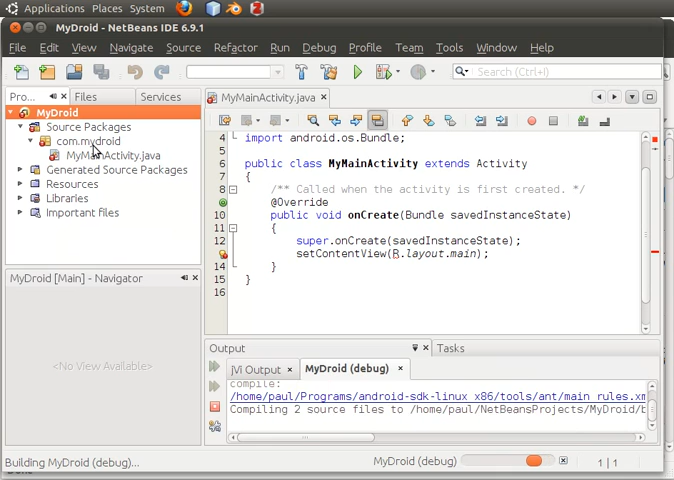 Applications Places System
MyDroid - NetBeans IDE 6.9.1
File Edit View Navigate Source Refactor Run Debug Profile Team Tools Window Help
Search (Ctrl+I)
Pro... Files Services
MyMainActivity.java
MyDroid
Source Packages
com.mydroid
MyMainActivity.java
Generated Source Packages
Resources
Libraries
Important files
4 import android.os.Bundle;
5
6 public class MyMainActivity extends Activity
7 {
8 /** Called when the activity is first created. */
@Override
10 public void onCreate(Bundle savedInstanceState)
11 {
12 super.onCreate(savedInstanceState);
setContentView(R.layout.main);
14 }
15 }
16
MyDroid [Main] - Navigator
<No View Available>
Output Tasks
jVi Output MyDroid (debug)
compile:
/home/paul/Programs/android-sdk-linux_x86/tools/ant/main_rules.xm
Compiling 2 source files to /home/paul/NetBeansProjects/MyDroid/b
Building MyDroid (debug)...
MyDroid (debug)
1 | 1